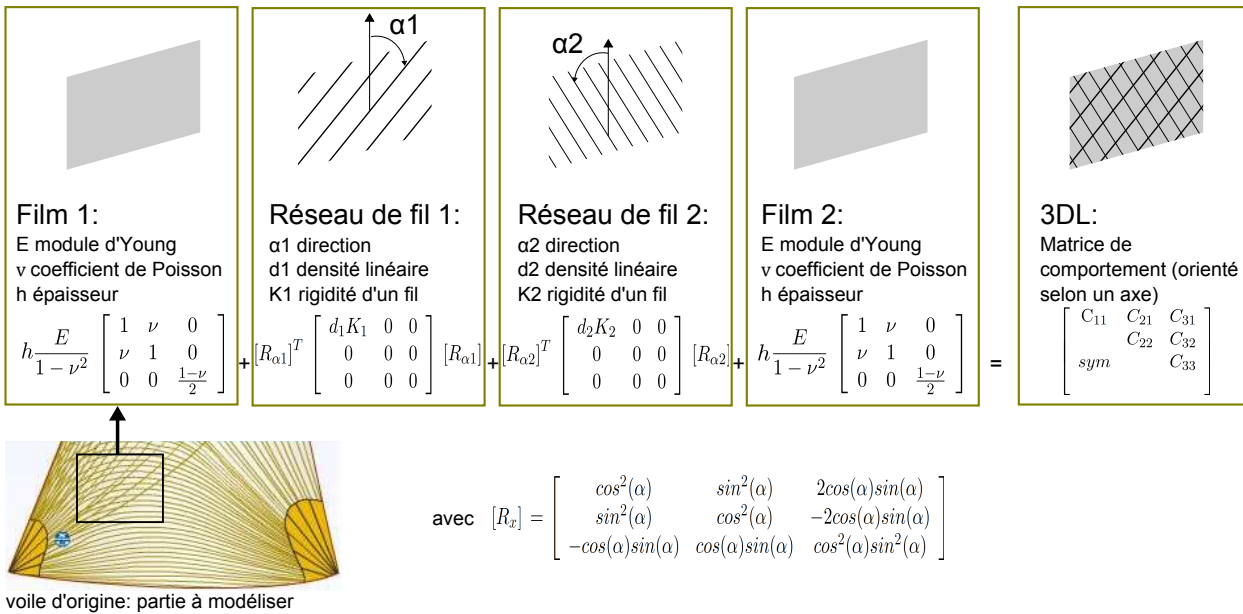 α1
α2
Film 1:
E module d'Young
ν coefficient de Poisson
h épaisseur
Réseau de fil 1:
α1 direction
d1 densité linéaire
K1 rigidité d'un fil
Réseau de fil 2:
α2 direction
d2 densité linéaire
K2 rigidité d'un fil
Film 2:
E module d'Young
ν coefficient de Poisson
h épaisseur
3DL:
Matrice de
comportement (orienté
selon un axe)
h E/(1 − ν²) [ 1 ν 0
ν 1 0
0 0 (1−ν)/2 ]
+ [R_α1]^T [ d₁K₁ 0 0
0 0 0
0 0 0 ] [R_α1]
+ [R_α2]^T [ d₂K₂ 0 0
0 0 0
0 0 0 ] [R_α2]
+ h E/(1 − ν²) [ 1 ν 0
ν 1 0
0 0 (1−ν)/2 ]
= [ C₁₁ C₂₁ C₃₁
C₂₂ C₃₂
sym C₃₃ ]
avec [R_x] = [ cos²(α) sin²(α) 2cos(α)sin(α)
sin²(α) cos²(α) −2cos(α)sin(α)
−cos(α)sin(α) cos(α)sin(α) cos²(α)sin²(α) ]
voile d'origine: partie à modéliser